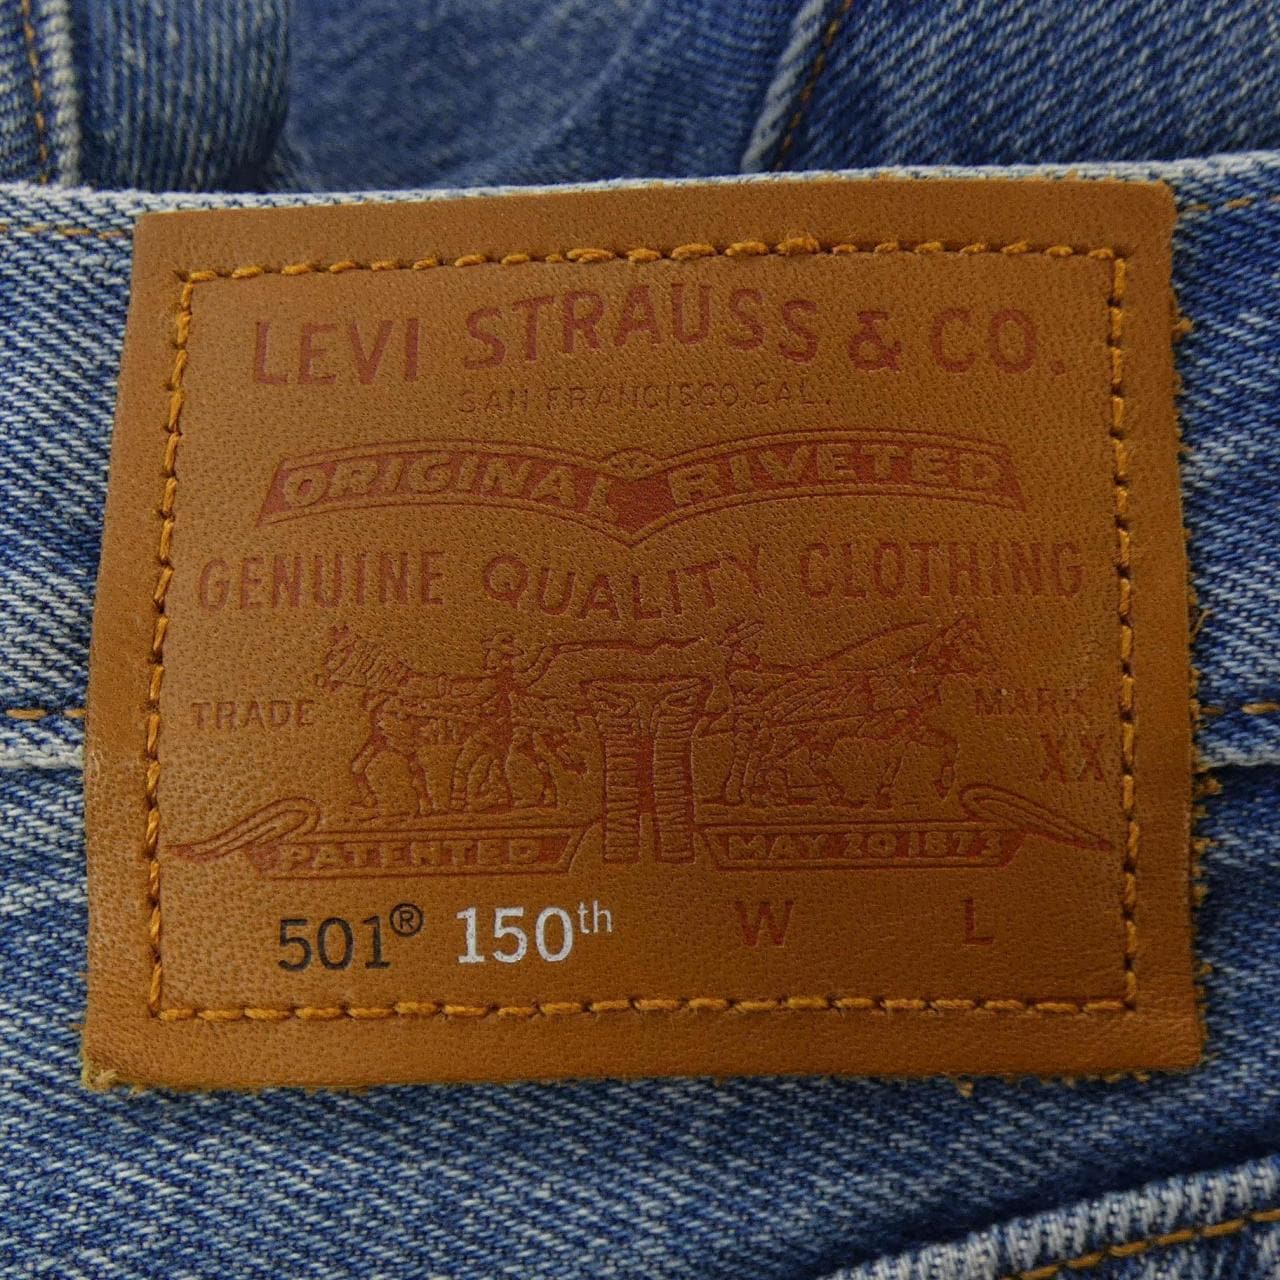 LEVI STRAUSS & CO.
SAN FRANCISCO, CAL.
ORIGINAL RIVETED
GENUINE QUALITY CLOTHING
TRADE MARK
XX
PATENTED MAY 20 1873
501® 150th W L